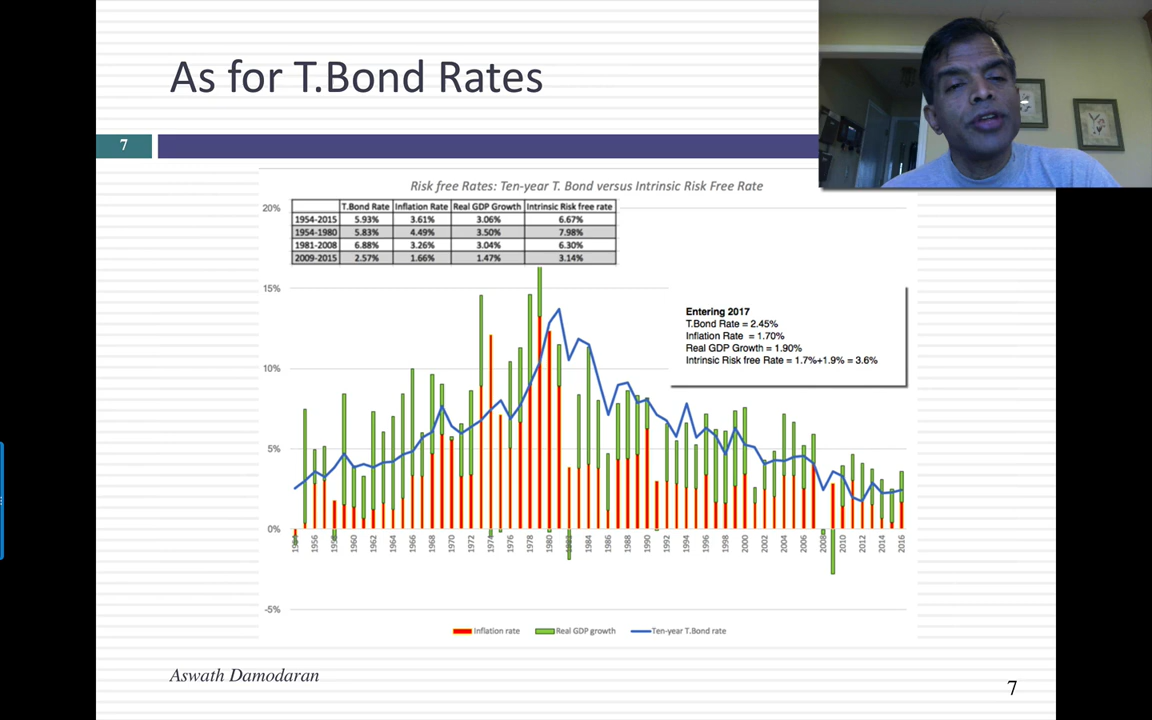 As for T.Bond Rates
7
Risk free Rates: Ten-year T. Bond versus Intrinsic Risk Free Rate
T.Bond Rate Inflation Rate Real GDP Growth Intrinsic Risk free rate
1954-2015 5.93% 3.61% 3.06% 6.67%
1954-1980 5.83% 4.49% 3.50% 7.98%
1981-2008 6.88% 3.26% 3.04% 6.30%
2009-2015 2.57% 1.66% 1.47% 3.14%
20%
15%
10%
5%
0%
-5%
Entering 2017
T.Bond Rate = 2.45%
Inflation Rate = 1.70%
Real GDP Growth = 1.90%
Intrinsic Risk free Rate = 1.7%+1.9% = 3.6%
1956 1960 1962 1964 1966 1968 1970 1972 1974 1976 1978 1980 1984 1986 1988 1990 1992 1994 1996 1998 2000 2002 2004 2006 2008 2010 2012 2014 2016
Inflation rate Real GDP growth Ten-year T.Bond rate
Aswath Damodaran
7